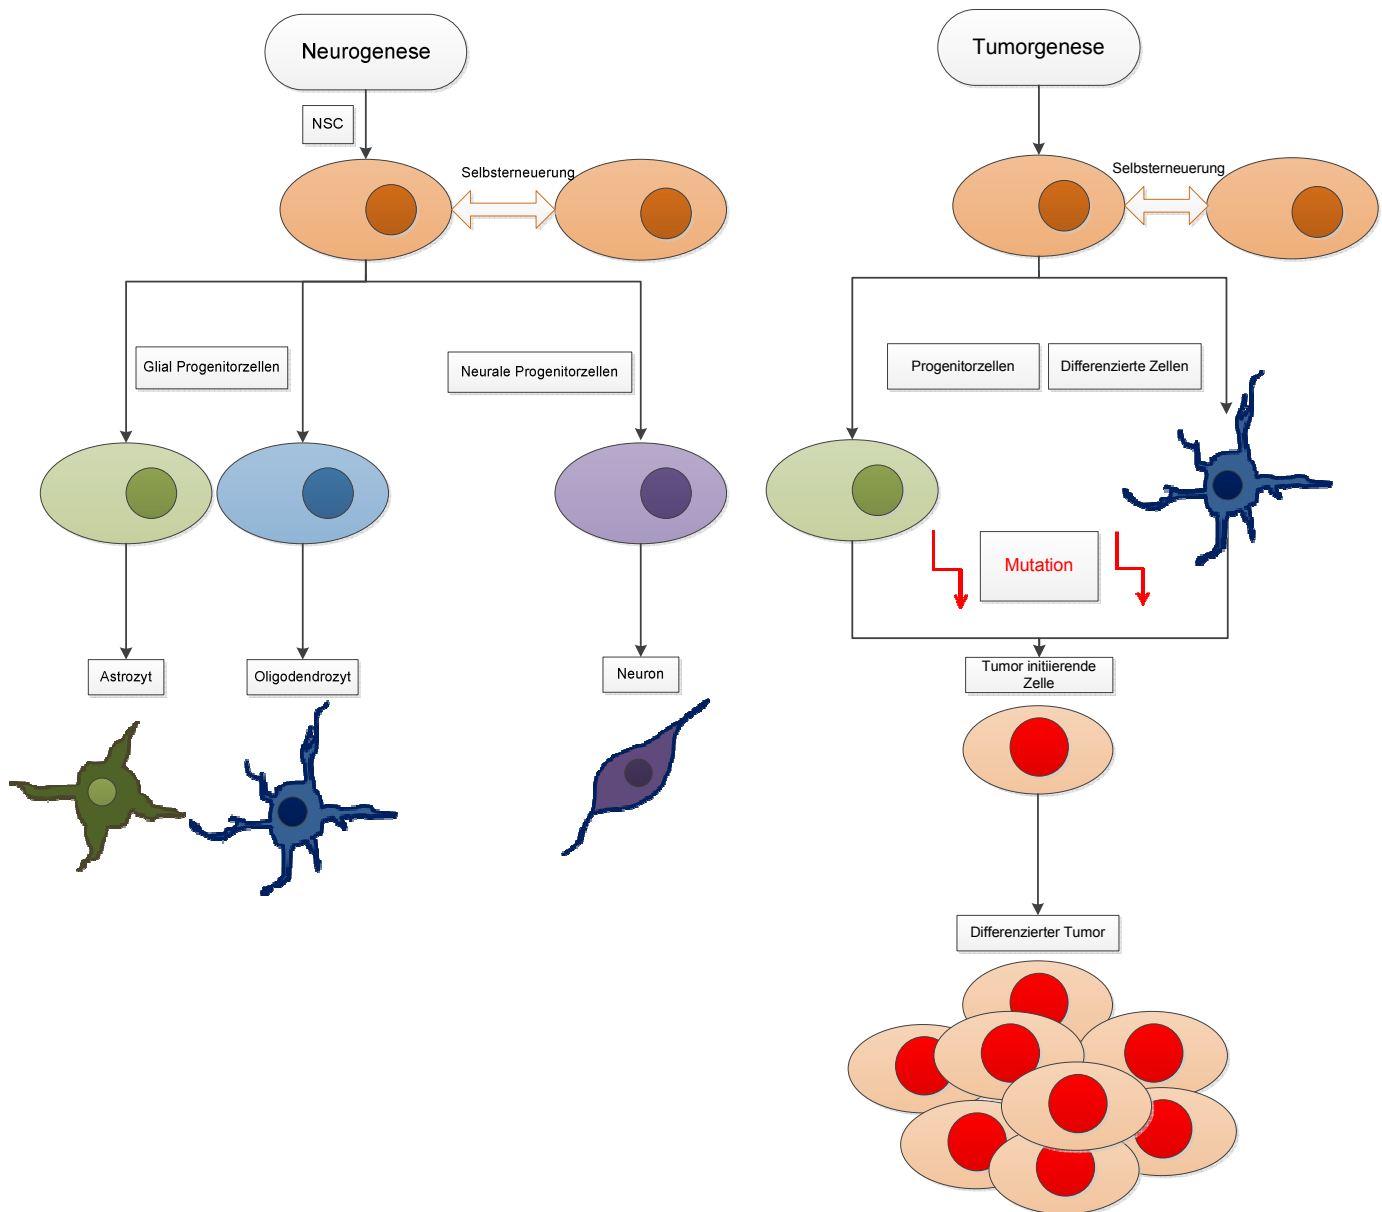 Neurogenese
NSC
Selbsterneuerung
Glial Progenitorzellen
Neurale Progenitorzellen
Astrozyt
Oligodendrozyt
Neuron
Tumorgenese
Selbsterneuerung
Progenitorzellen
Differenzierte Zellen
Mutation
Tumor initiierende
Zelle
Differenzierter Tumor